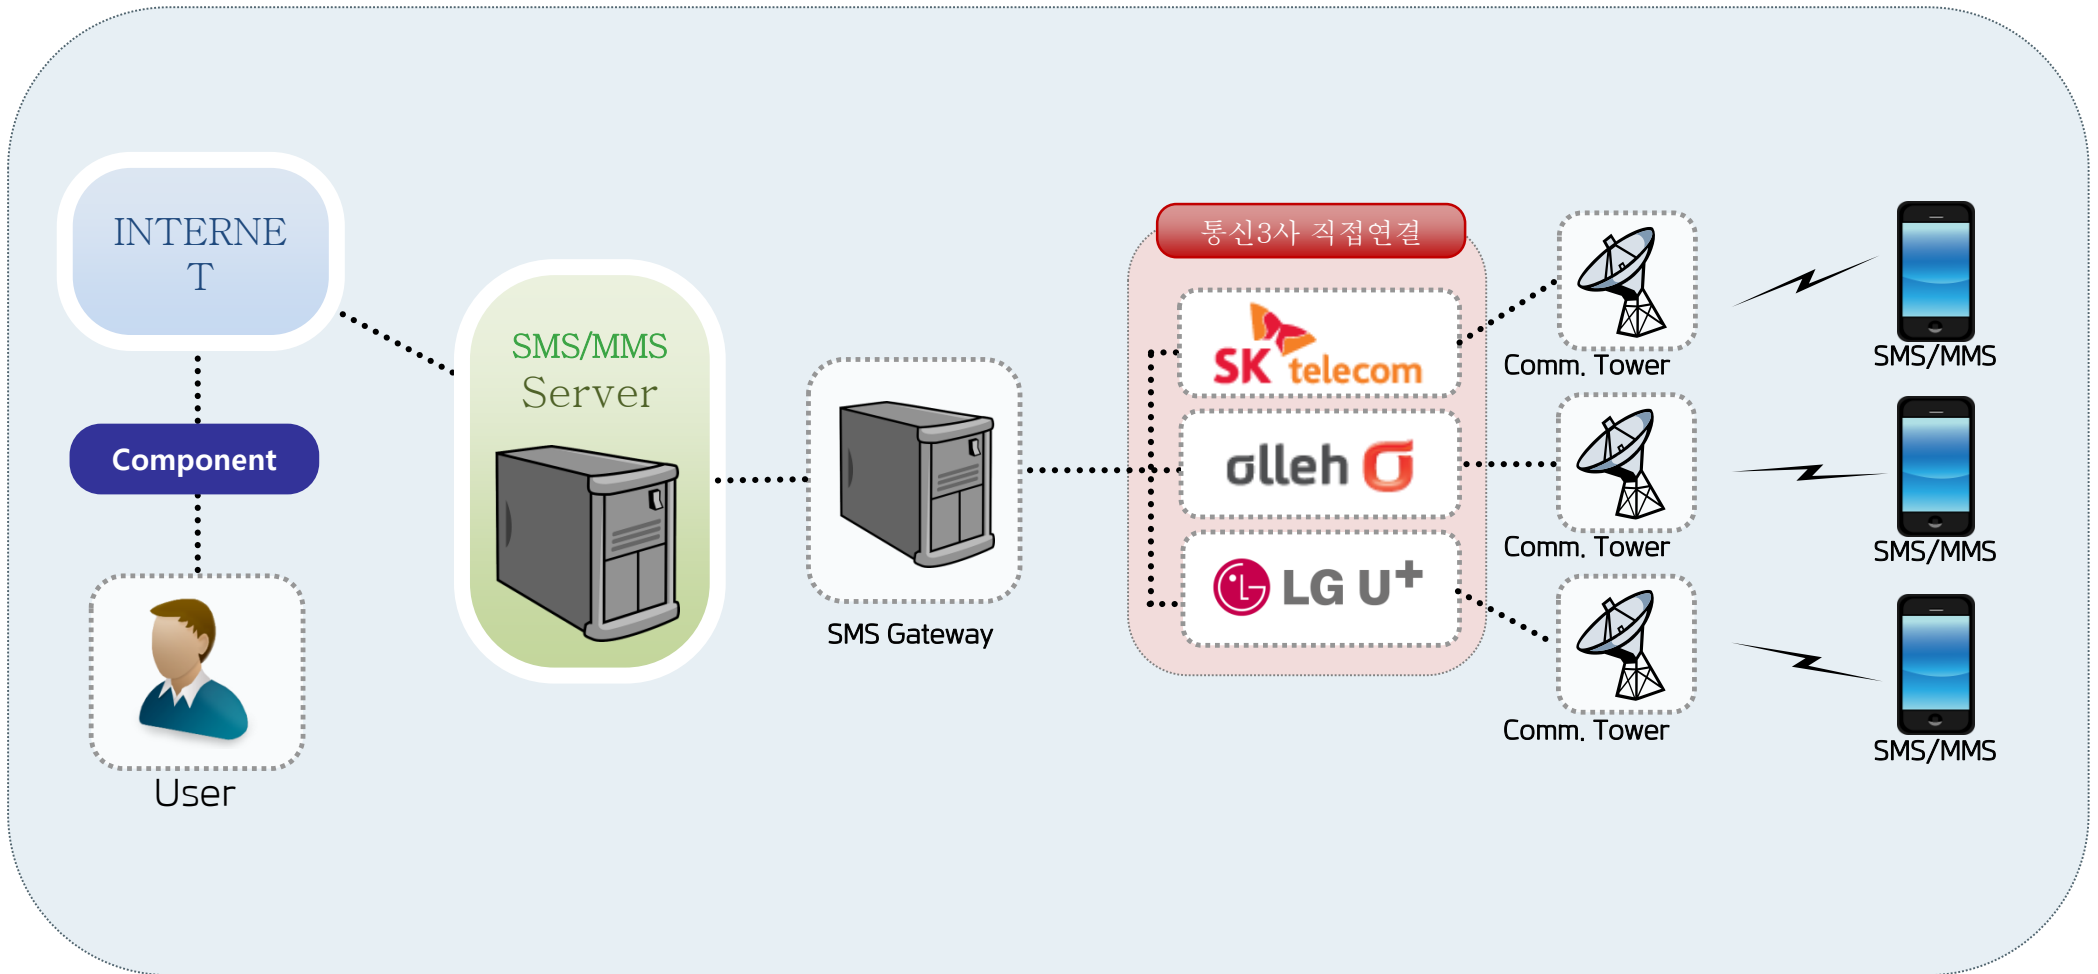 INTERNE
T
Component
User
SMS/MMS
Server
SMS Gateway
통신3사 직접연결
SK telecom
olleh
LG U+
Comm. Tower
Comm. Tower
Comm. Tower
SMS/MMS
SMS/MMS
SMS/MMS